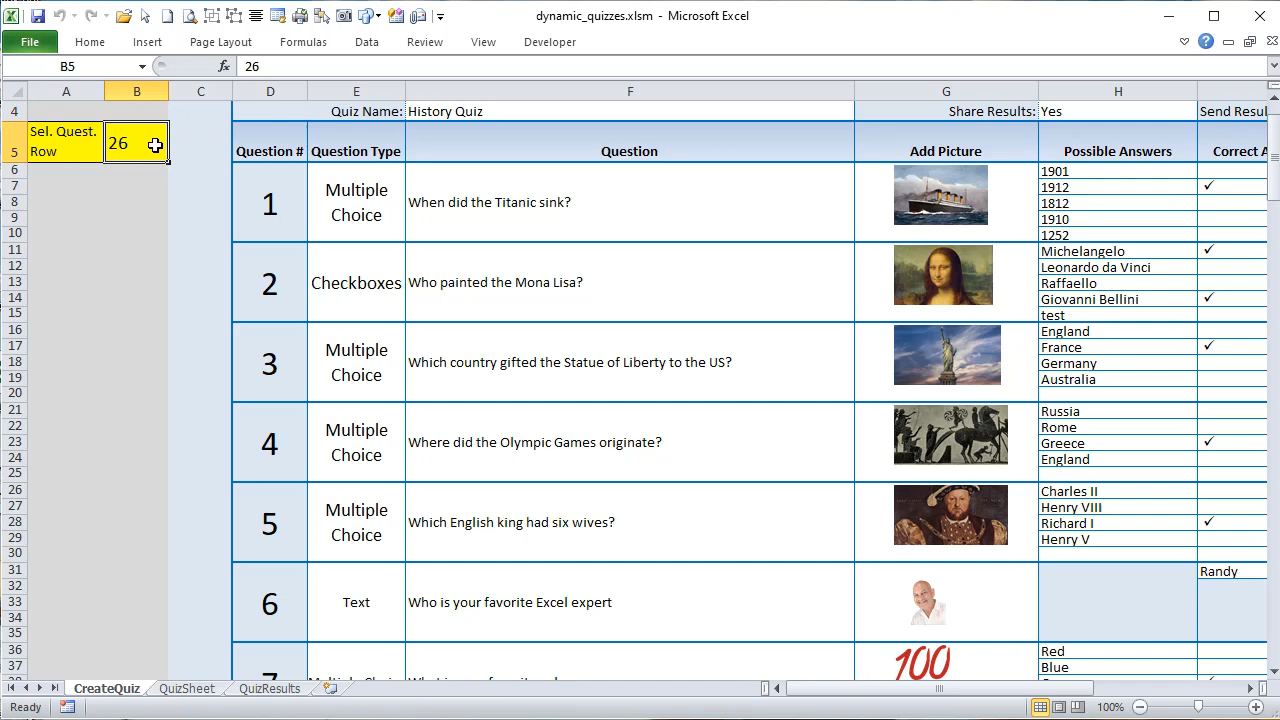 dynamic_quizzes.xlsm - Microsoft Excel
File Home Insert Page Layout Formulas Data Review View Developer
B5 fx 26
A B C D E F G H
4 Quiz Name: History Quiz Share Results: Yes Send Resul
Sel. Quest. Row 26
5 Question # Question Type Question Add Picture Possible Answers Correct A
6 1901
7 1912 ✓
8 1 Multiple Choice When did the Titanic sink? 1812
9 1910
10 1252
11 Michelangelo ✓
12 Leonardo da Vinci
13 2 Checkboxes Who painted the Mona Lisa? Raffaello
14 Giovanni Bellini ✓
15 test
16 England
17 France ✓
18 3 Multiple Choice Which country gifted the Statue of Liberty to the US? Germany
19 Australia
20
21 Russia
22 Rome
23 4 Multiple Choice Where did the Olympic Games originate? Greece ✓
24 England
25
26 Charles II
27 Henry VIII
28 5 Multiple Choice Which English king had six wives? Richard I ✓
29 Henry V
30
31 Randy
32
33 6 Text Who is your favorite Excel expert
34
35
36 100 Red
37 Blue
CreateQuiz QuizSheet QuizResults
Ready 100%